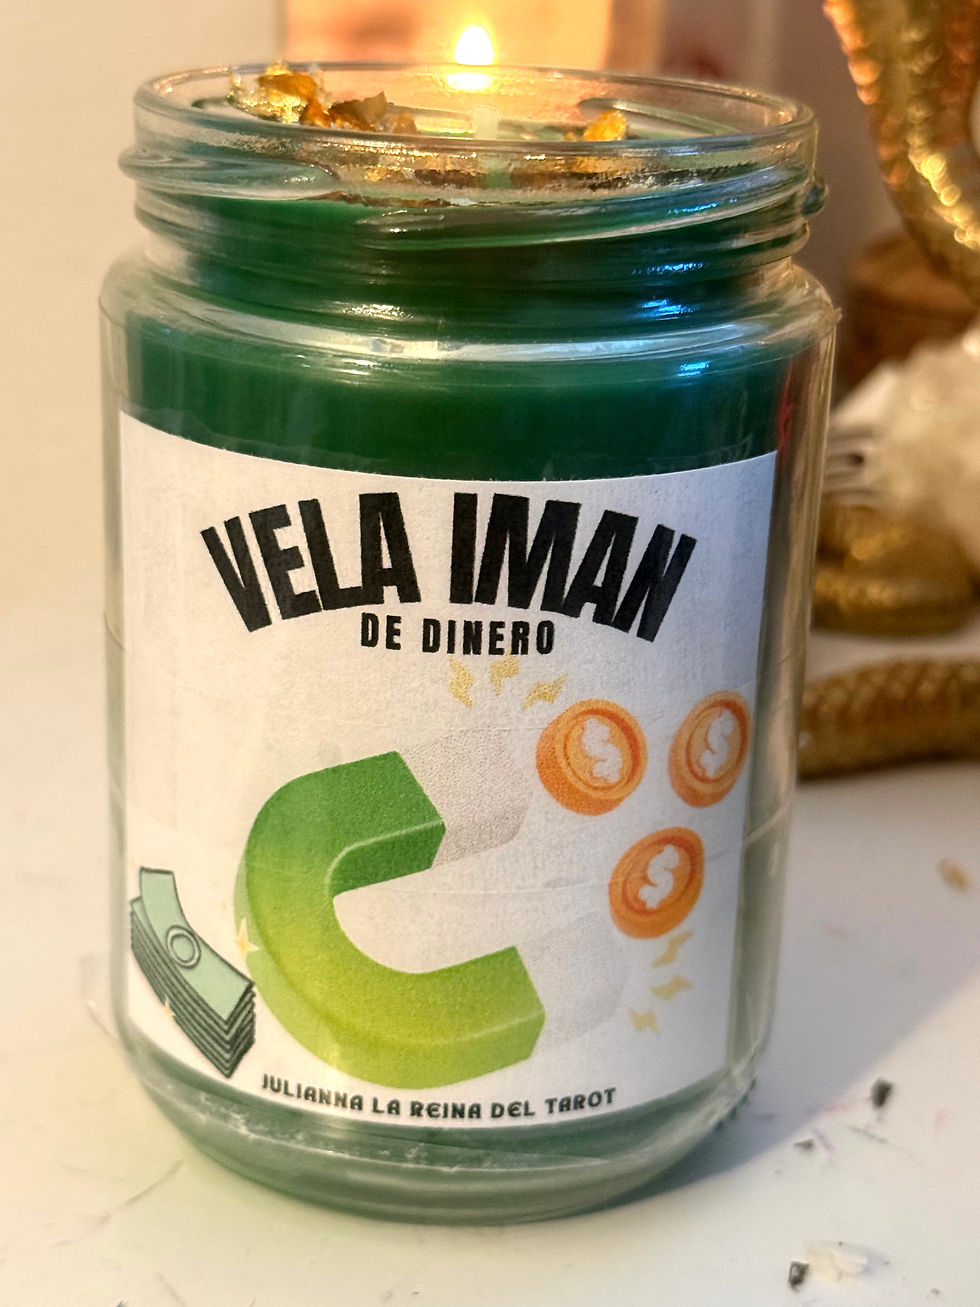 VELA IMAN
DE DINERO
JULIANNA LA REINA DEL TAROT